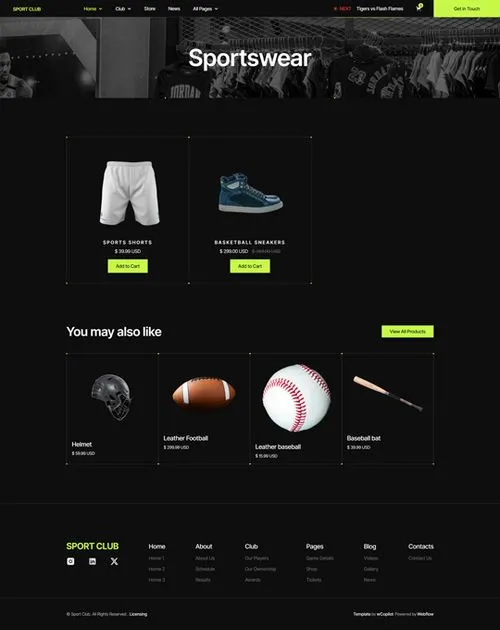 SPORT CLUB
Home
Club
Store
News
All Pages
NEXT
Tigers vs Flash Flames
Get in Touch
Sportswear
JORDAN
SPORTS SHORTS
$ 39.99 USD
Add to Cart
BASKETBALL SNEAKERS
$ 299.00 USD
Add to Cart
You may also like
View All Products
Helmet
$ 59.99 USD
Leather Football
$ 299.99 USD
Leather baseball
$ 15.99 USD
Baseball bat
$ 39.99 USD
SPORT CLUB
Home
Home 1
Home 2
Home 3
About
About Us
Schedule
Results
Club
Our Players
Our Ownership
Awards
Pages
Game Details
Shop
Tickets
Blog
Videos
Gallery
News
Contacts
Contact Us
© Sport Club. All Rights Reserved. Licensing
Template by wCopilot Powered by Webflow